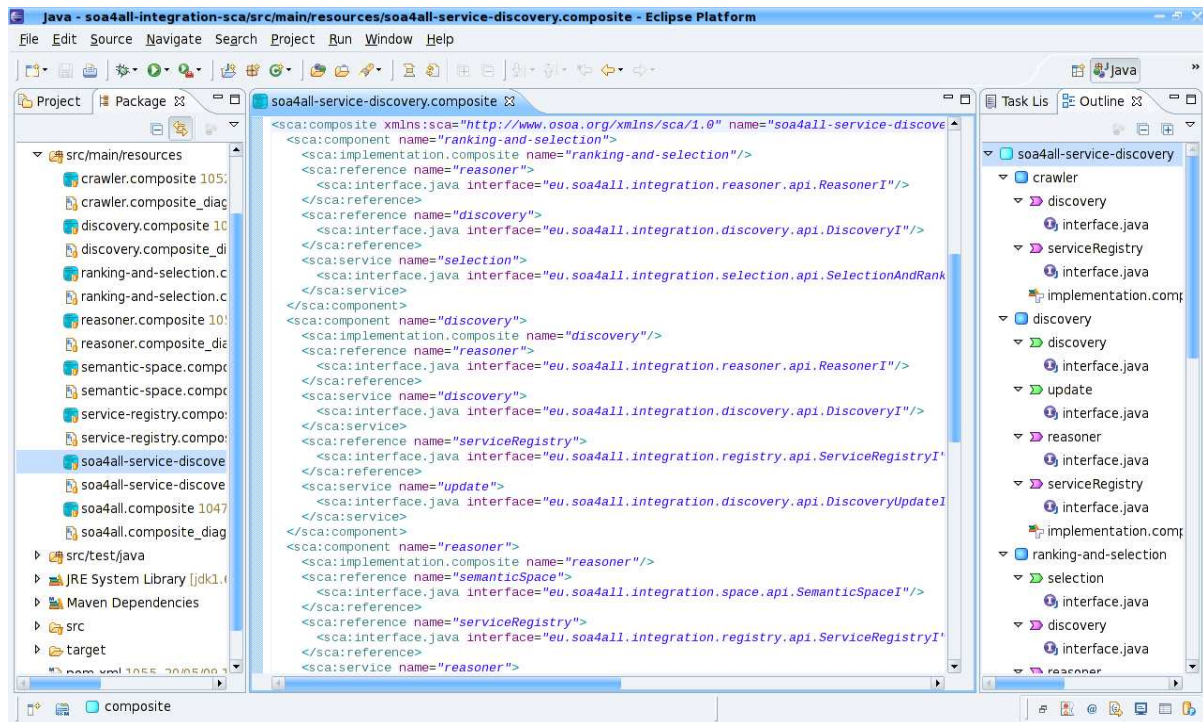 Java - soa4all-integration-sca/src/main/resources/soa4all-service-discovery.composite - Eclipse Platform
File Edit Source Navigate Search Project Run Window Help
Java
Project
Package
src/main/resources
crawler.composite 1052
crawler.composite_diag
discovery.composite 10
discovery.composite_di
ranking-and-selection.c
ranking-and-selection.c
reasoner.composite 105
reasoner.composite_dia
semantic-space.compo
semantic-space.compo
service-registry.compo
service-registry.compo
soa4all-service-discove
soa4all-service-discove
soa4all.composite 1047
soa4all.composite_diag
src/test/java
JRE System Library [jdk1.
Maven Dependencies
src
target
pom.xml 1055 20/05/09
soa4all-service-discovery.composite
<sca:composite xmlns:sca="http://www.osoa.org/xmlns/sca/1.0" name="soa4all-service-discove
<sca:component name="ranking-and-selection">
<sca:implementation.composite name="ranking-and-selection"/>
<sca:reference name="reasoner">
<sca:interface.java interface="eu.soa4all.integration.reasoner.api.ReasonerI"/>
</sca:reference>
<sca:reference name="discovery">
<sca:interface.java interface="eu.soa4all.integration.discovery.api.DiscoveryI"/>
</sca:reference>
<sca:service name="selection">
<sca:interface.java interface="eu.soa4all.integration.selection.api.SelectionAndRank
</sca:service>
</sca:component>
<sca:component name="discovery">
<sca:implementation.composite name="discovery"/>
<sca:reference name="reasoner">
<sca:interface.java interface="eu.soa4all.integration.reasoner.api.ReasonerI"/>
</sca:reference>
<sca:service name="discovery">
<sca:interface.java interface="eu.soa4all.integration.discovery.api.DiscoveryI"/>
</sca:service>
<sca:reference name="serviceRegistry">
<sca:interface.java interface="eu.soa4all.integration.registry.api.ServiceRegistryI"
</sca:reference>
<sca:service name="update">
<sca:interface.java interface="eu.soa4all.integration.discovery.api.DiscoveryUpdateI
</sca:service>
</sca:component>
<sca:component name="reasoner">
<sca:implementation.composite name="reasoner"/>
<sca:reference name="semanticSpace">
<sca:interface.java interface="eu.soa4all.integration.space.api.SemanticSpaceI"/>
</sca:reference>
<sca:reference name="serviceRegistry">
<sca:interface.java interface="eu.soa4all.integration.registry.api.ServiceRegistryI"
</sca:reference>
<sca:service name="reasoner">
Task Lis
Outline
soa4all-service-discovery
crawler
discovery
interface.java
serviceRegistry
interface.java
implementation.comp
discovery
discovery
interface.java
update
interface.java
reasoner
interface.java
serviceRegistry
interface.java
implementation.comp
ranking-and-selection
selection
interface.java
discovery
interface.java
reasoner
composite